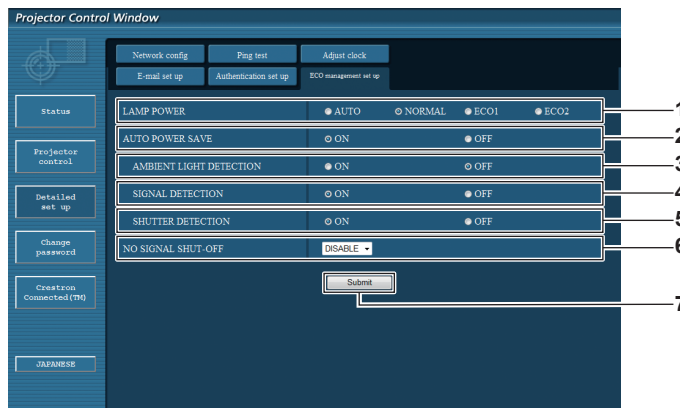 Projector Control Window
Network config Ping test Adjust clock
E-mail set up Authentication set up ECO management set up
Status
Projector
control
Detailed
set up
Change
password
Crestron
Connected(TM)
JAPANESE
LAMP POWER AUTO NORMAL ECO1 ECO2 1
AUTO POWER SAVE ON OFF 2
AMBIENT LIGHT DETECTION ON OFF 3
SIGNAL DETECTION ON OFF 4
SHUTTER DETECTION ON OFF 5
NO SIGNAL SHUT-OFF DISABLE 6
Submit 7